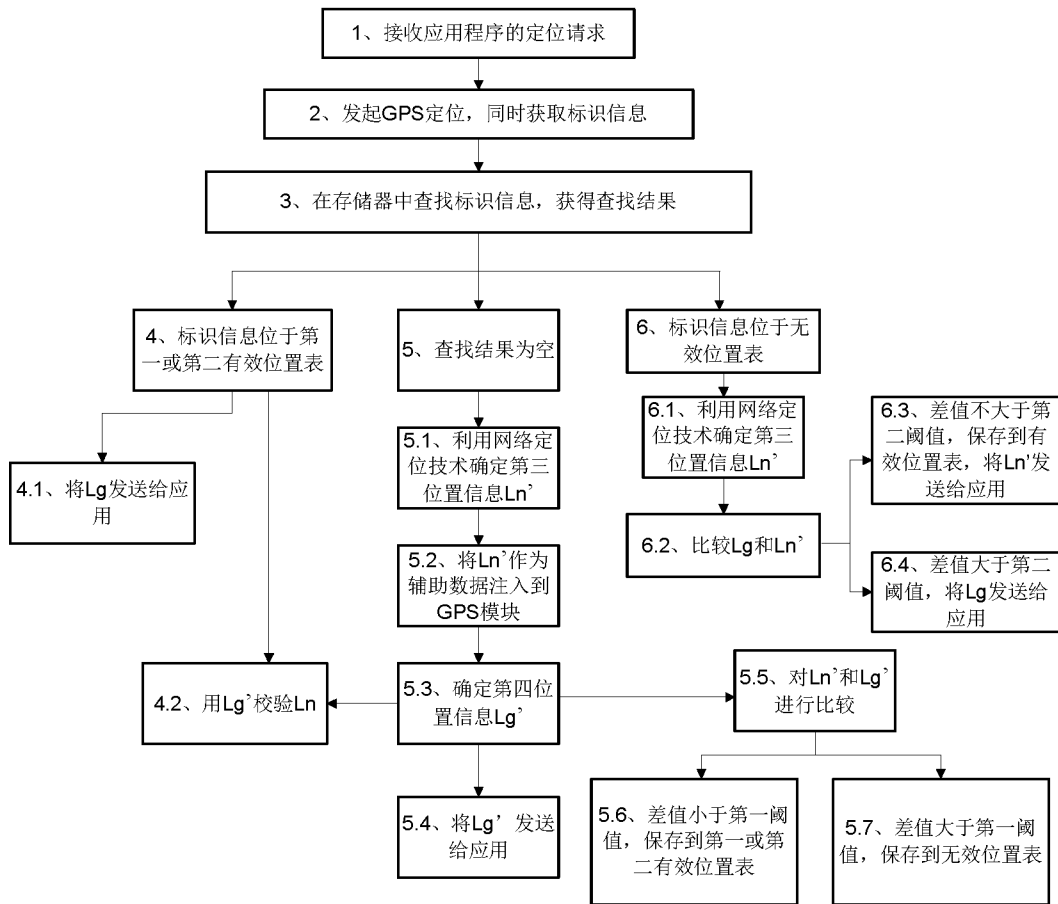 1、接收应用程序的定位请求
2、发起GPS定位，同时获取标识信息
3、在存储器中查找标识信息，获得查找结果
4、标识信息位于第
一或第二有效位置表
5、查找结果为空
6、标识信息位于无
效位置表
4.1、将Lg发送给应
用
5.1、利用网络定
位技术确定第三
位置信息Ln’
6.1、利用网络定
位技术确定第三
位置信息Ln’
6.3、差值不大于第
二阈值，保存到有
效位置表，将Ln'发
送给应用
5.2、将Ln’作为
辅助数据注入到
GPS模块
6.2、比较Lg和Ln’
6.4、差值大于第二
阈值，将Lg发送给
应用
4.2、用Lg’校验Ln
5.3、确定第四位
置信息Lg’
5.5、对Ln’和Lg’
进行比较
5.4、将Lg’发送
给应用
5.6、差值小于第一阈
值，保存到第一或第
二有效位置表
5.7、差值大于第一阈
值，保存到无效位置表